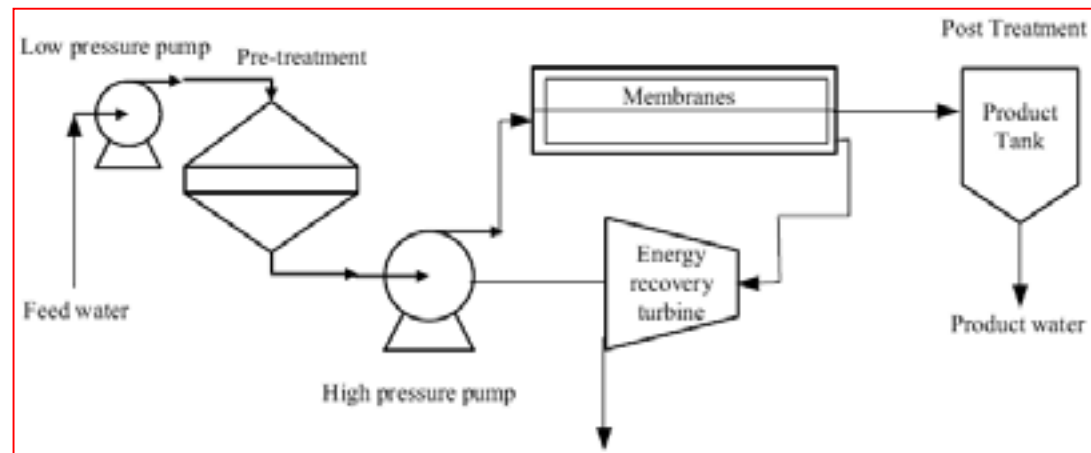 Low pressure pump
Pre-treatment
Post Treatment
Membranes
Product
Tank
Energy
recovery
turbine
Feed water
Product water
High pressure pump